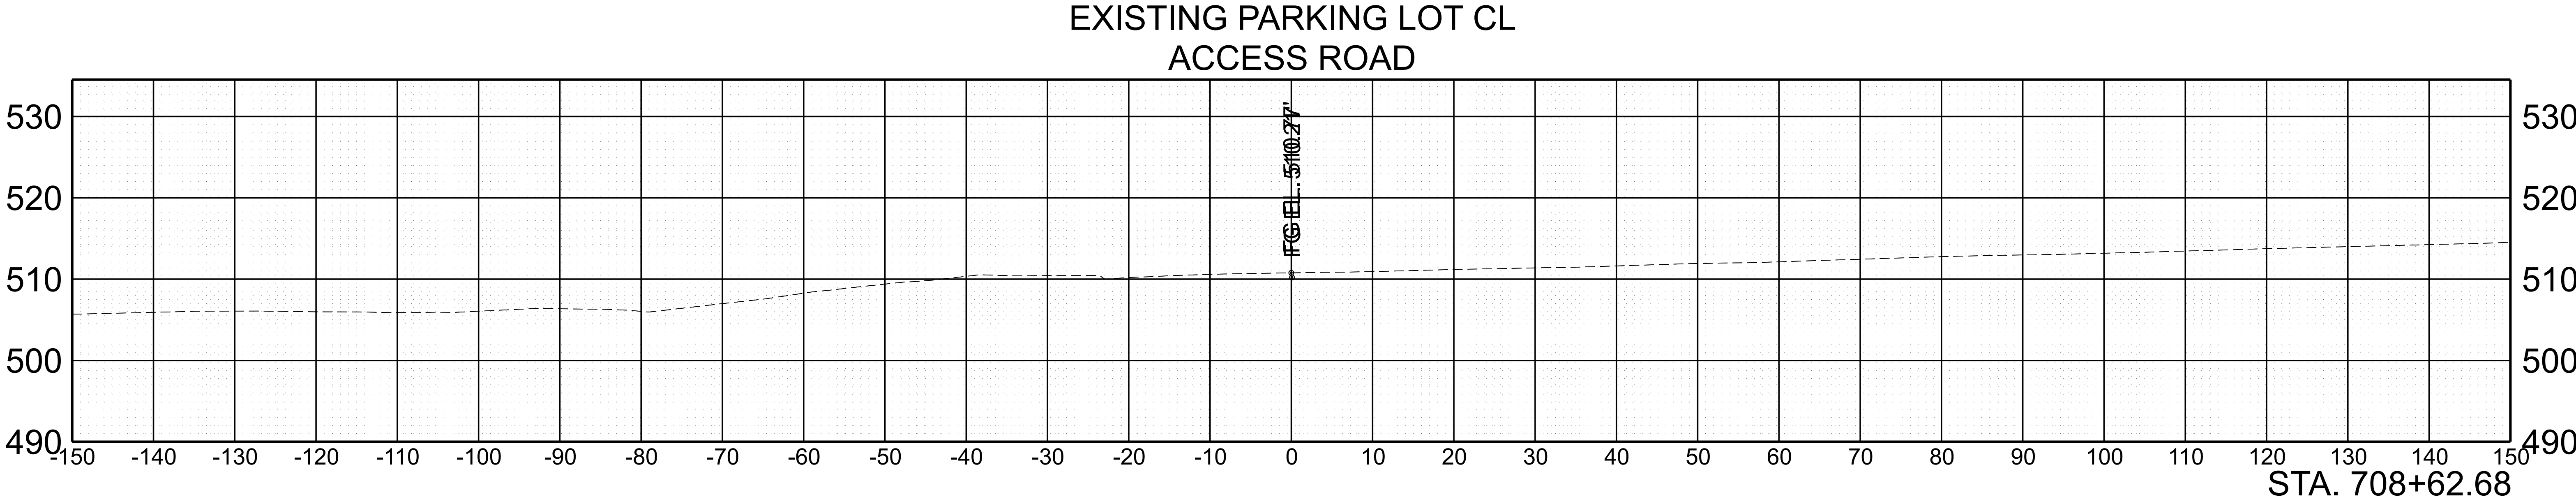 EXISTING PARKING LOT CL
ACCESS ROAD
530 530
520 520
510 510
500 500
490 490
-150 -140 -130 -120 -110 -100 -90 -80 -70 -60 -50 -40 -30 -20 -10 0 10 20 30 40 50 60 70 80 90 100 110 120 130 140 150
STA. 708+62.68